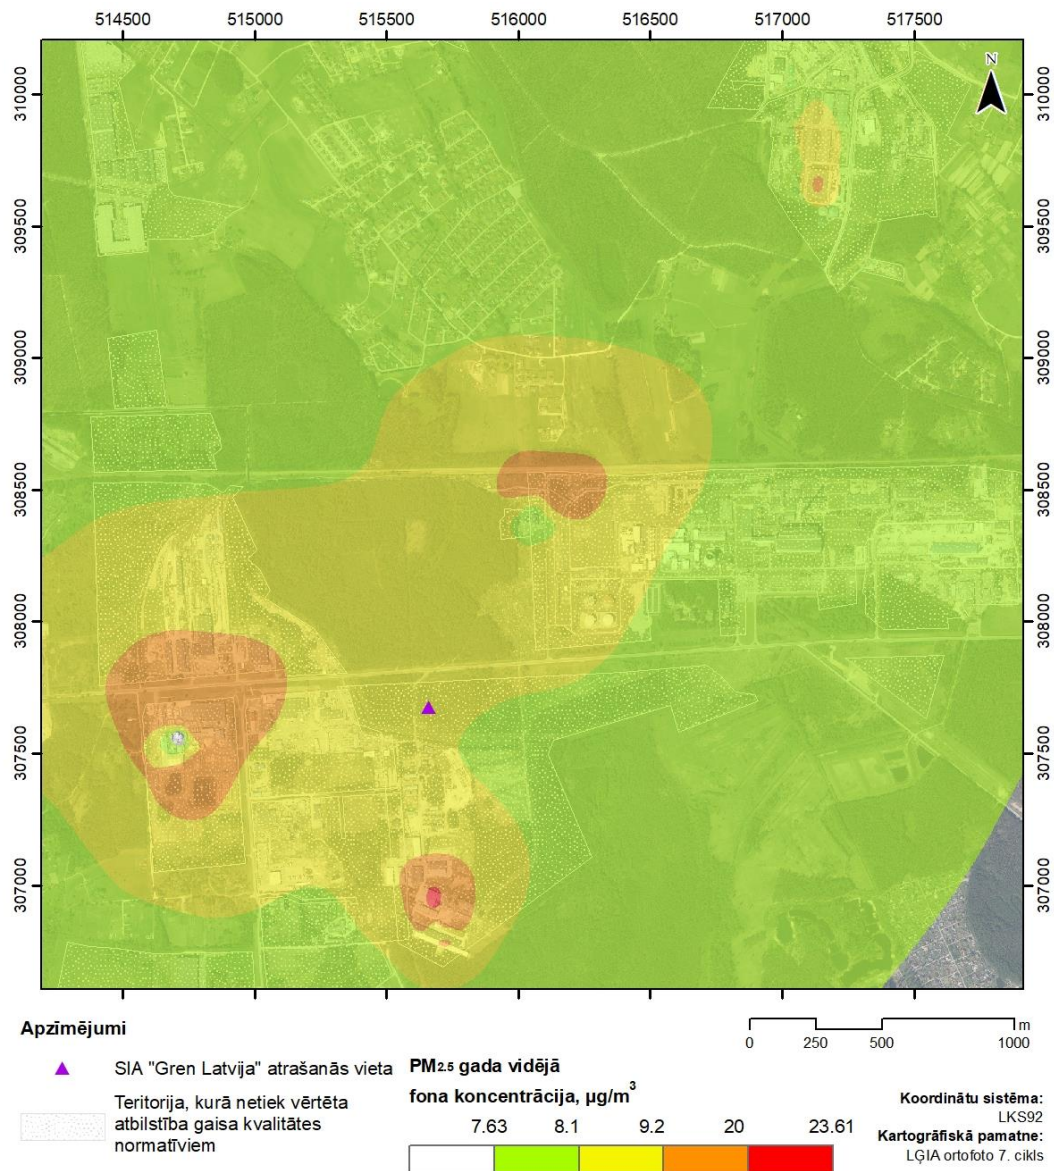 514500 515000 515500 516000 516500 517000 517500
N
310000 310000
309500 309500
309000 309000
308500 308500
308000 308000
307500 307500
307000 307000
Apzīmējumi
SIA "Gren Latvija" atrašanās vieta
Teritorija, kurā netiek vērtēta
atbilstība gaisa kvalitātes
normatīviem
PM2.5 gada vidējā
fona koncentrācija, µg/m³
7.63 8.1 9.2 20 23.61
m
0 250 500 1000
Koordinātu sistēma:
LKS92
Kartogrāfiskā pamatne:
LĢIA ortofoto 7. cikls